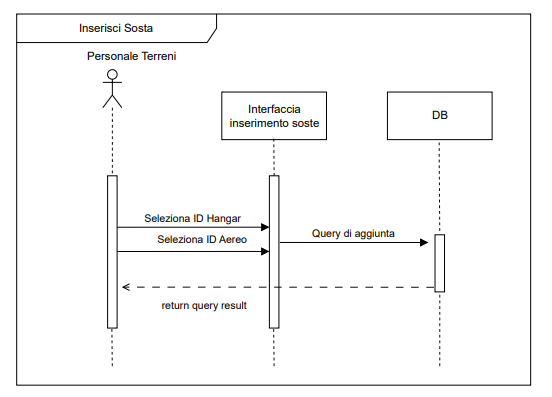 Inserisci Sosta
Personale Terreni
Interfaccia
inserimento soste
DB
Seleziona ID Hangar
Seleziona ID Aereo
Query di aggiunta
return query result